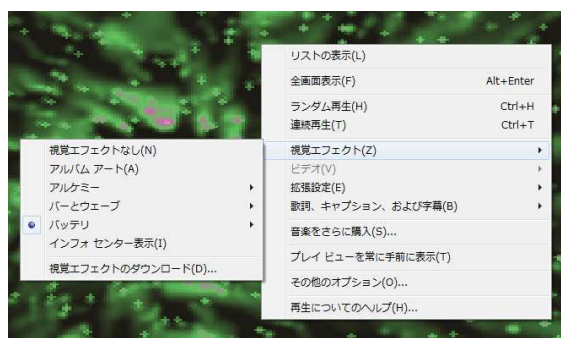 リストの表示(L)
全画面表示(F) Alt+Enter
ランダム再生(H) Ctrl+H
連続再生(T) Ctrl+T
視覚エフェクト(Z)
ビデオ(V)
拡張設定(E)
歌詞、キャプション、および字幕(B)
音楽をさらに購入(S)...
プレイ ビューを常に手前に表示(T)
その他のオプション(O)...
再生についてのヘルプ(H)...
視覚エフェクトなし(N)
アルバム アート(A)
アルケミー
バーとウェーブ
バッテリ
インフォ センター表示(I)
視覚エフェクトのダウンロード(D)...